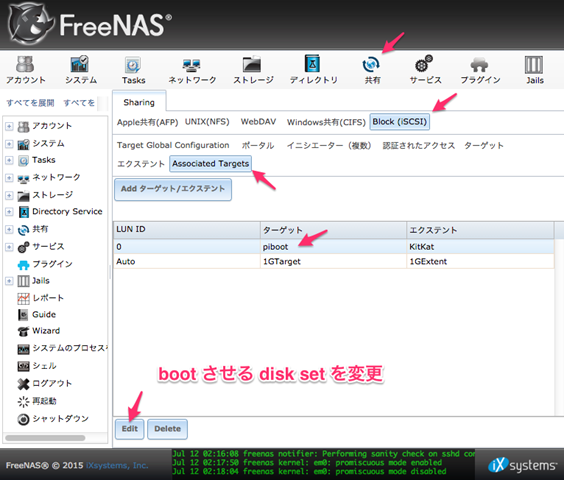 FreeNAS®
アカウント システム Tasks ネットワーク ストレージ ディレクトリ 共有 サービス プラグイン Jails
すべてを展開 すべてを
Sharing
Apple共有(AFP) UNIX(NFS) WebDAV Windows共有(CIFS) Block (iSCSI)
Target Global Configuration ポータル イニシエーター（複数） 認証されたアクセス ターゲット
エクステント Associated Targets
Add ターゲット/エクステント
アカウント
システム
Tasks
ネットワーク
ストレージ
Directory Service
共有
サービス
プラグイン
Jails
レポート
Guide
Wizard
システムのプロセスを
シェル
ログアウト
再起動
シャットダウン
LUN ID ターゲット エクステント
0 piboot KitKat
Auto 1GTarget 1GExtent
boot させる disk set を変更
Edit Delete
FreeNAS® © 2015 iXsystems, Inc.
Jul 12 02:16:08 freenas notifier: Performing sanity check on sshd con
Jul 12 02:17:50 freenas kernel: em0: promiscuous mode enabled
Jul 12 02:18:04 freenas kernel: em0: promiscuous mode disabled
iXsystems